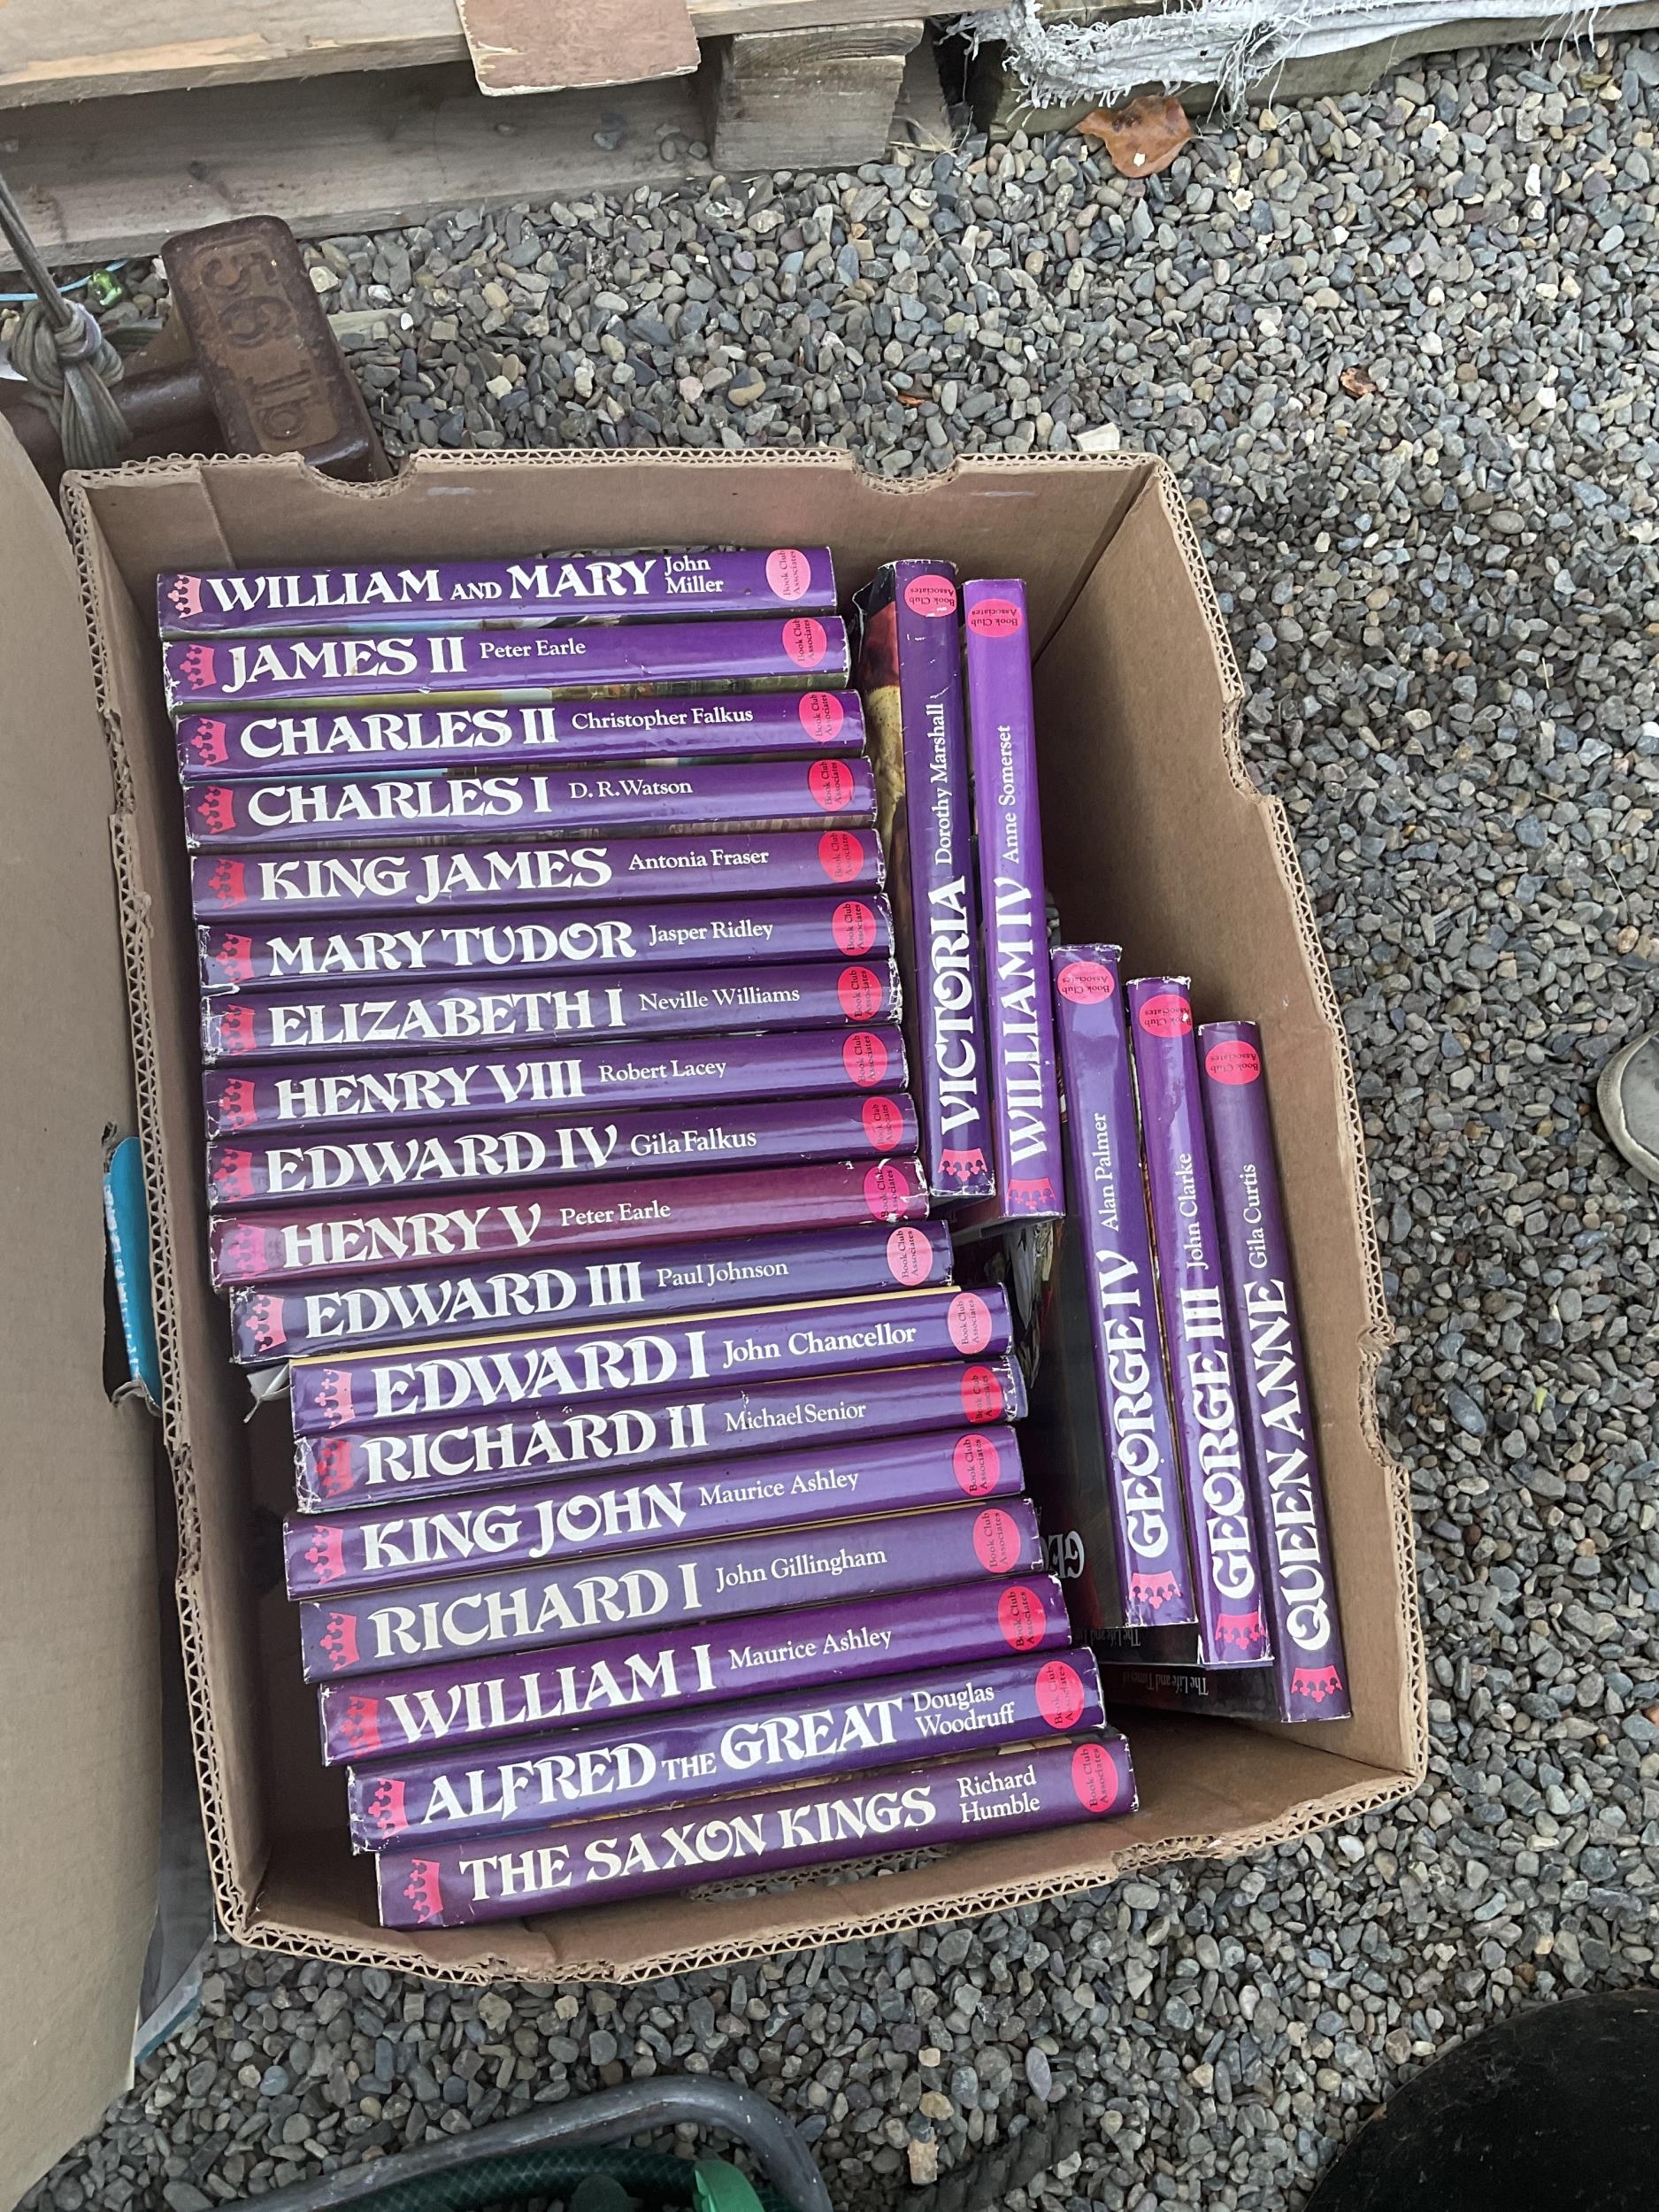 56 lb
WILLIAM AND MARY John Miller Book Club Associates
JAMES II Peter Earle Book Club Associates
CHARLES II Christopher Falkus Book Club Associates
CHARLES I D. R. Watson Book Club Associates
KING JAMES Antonia Fraser Book Club Associates
MARY TUDOR Jasper Ridley Book Club Associates
ELIZABETH I Neville Williams Book Club Associates
HENRY VIII Robert Lacey Book Club Associates
EDWARD IV Gila Falkus Book Club Associates
HENRY V Peter Earle Book Club Associates
EDWARD III Paul Johnson Book Club Associates
EDWARD I John Chancellor Book Club Associates
RICHARD II Michael Senior Book Club Associates
KING JOHN Maurice Ashley Book Club Associates
RICHARD I John Gillingham Book Club Associates
WILLIAM I Maurice Ashley Book Club Associates
ALFRED THE GREAT Douglas Woodruff Book Club Associates
THE SAXON KINGS Richard Humble Book Club Associates
VICTORIA Dorothy Marshall Book Club Associates
WILLIAM IV Anne Somerset Book Club Associates
GEORGE IV Alan Palmer Book Club Associates
GEORGE III John Clarke Book Club Associates
QUEEN ANNE Gila Curtis Book Club Associates
The Life and
The Life and Times of